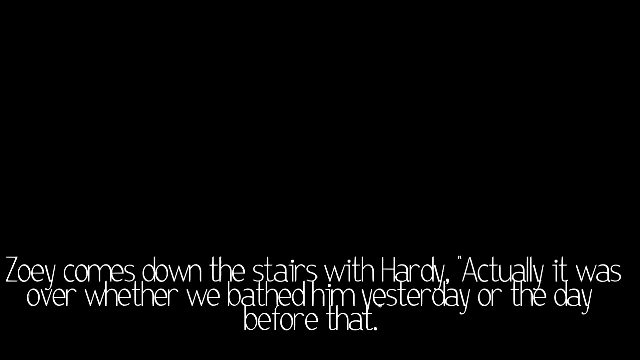 Zoey comes down the stairs with Hardy, "Actually it was
over whether we bathed him yesterday or the day
before that."